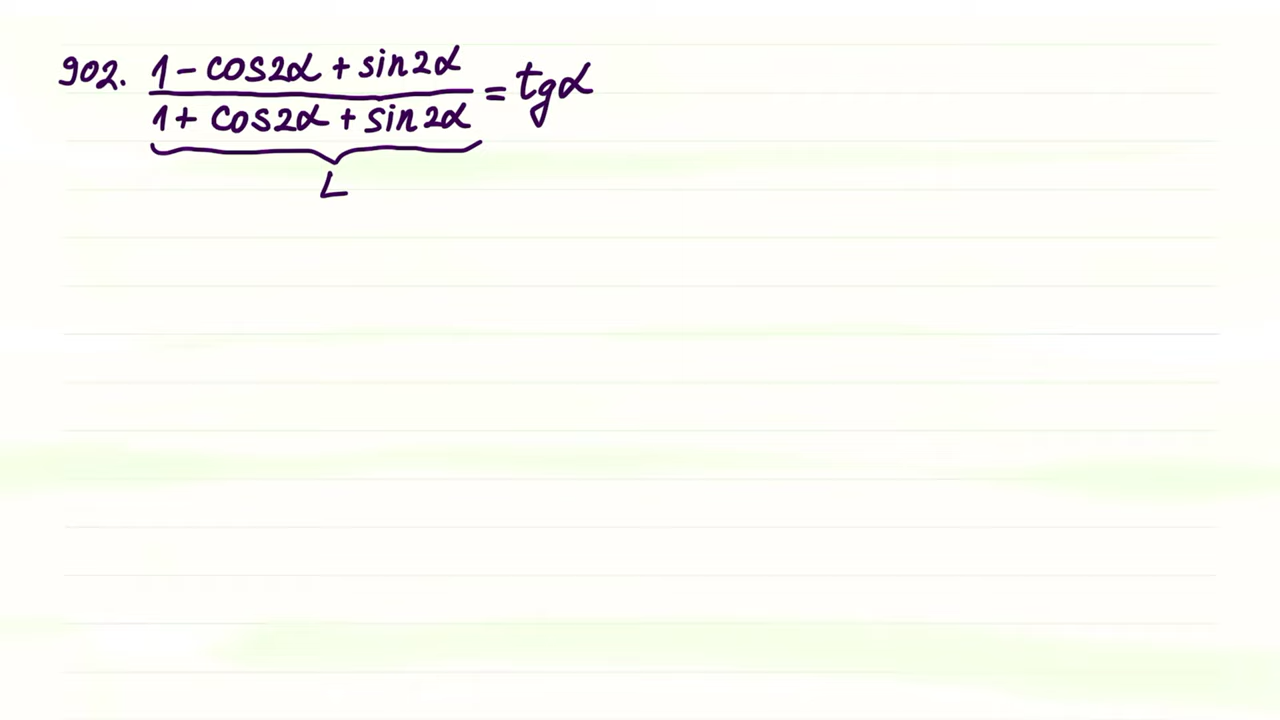 902. 1 - cos2α + sin2α
1 + cos2α + sin2α
= tgα
L